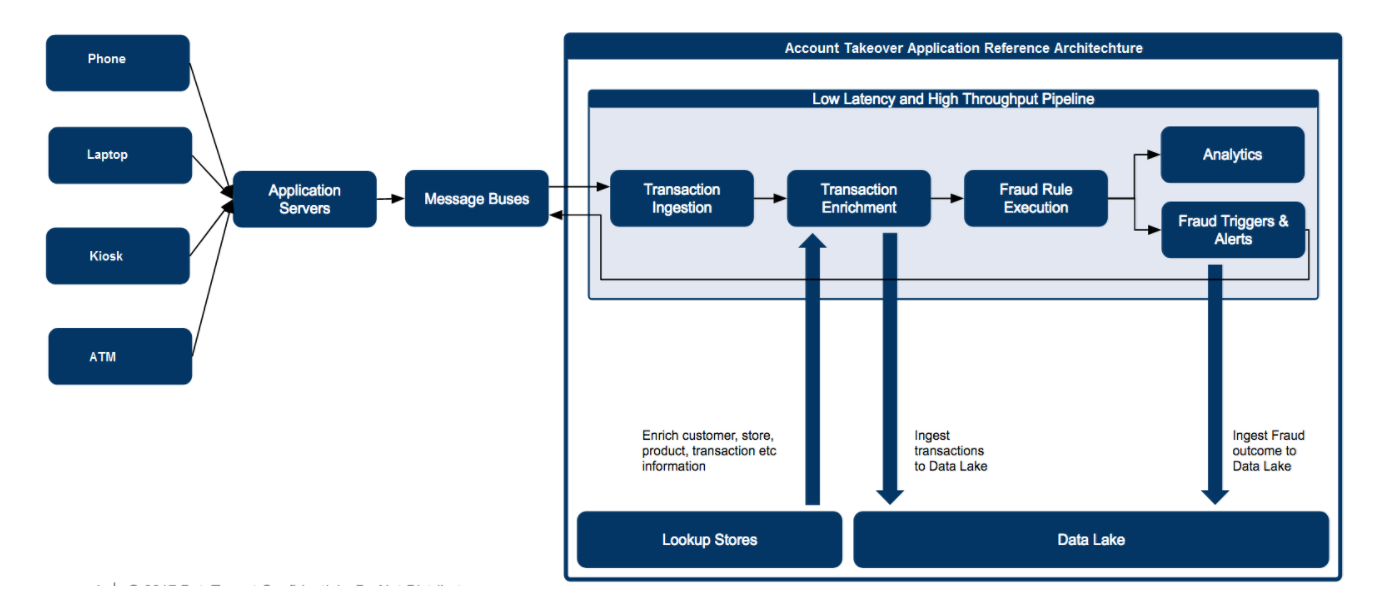 Account Takeover Application Reference Architechture
Phone
Low Latency and High Throughput Pipeline
Laptop
Analytics
Application
Servers
Message Buses
Transaction
Ingestion
Transaction
Enrichment
Fraud Rule
Execution
Fraud Triggers &
Alerts
Kiosk
ATM
Enrich customer, store,
product, transaction etc
information
Ingest
transactions
to Data Lake
Ingest Fraud
outcome to
Data Lake
Lookup Stores
Data Lake